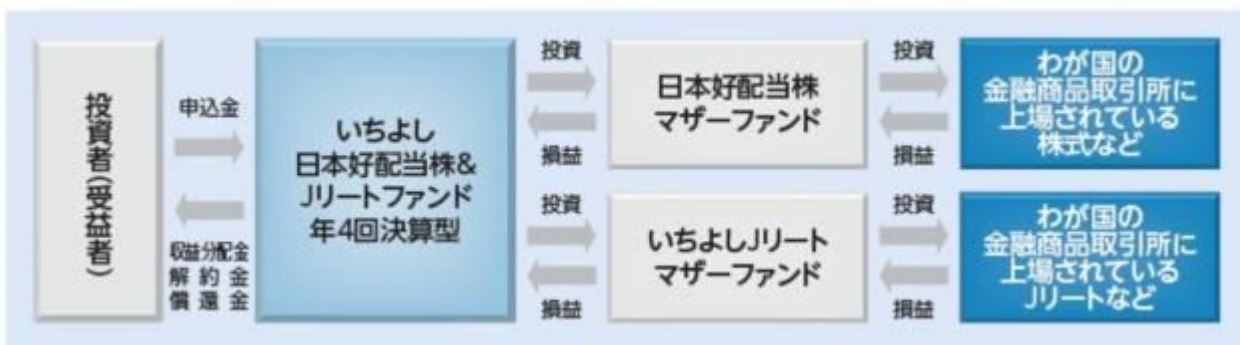 投資者(受益者)
申込金
収益分配金
解約金
償還金
いちよし
日本好配当株&
Jリートファンド
年4回決算型
投資
損益
日本好配当株
マザーファンド
投資
損益
わが国の
金融商品取引所に
上場されている
株式など
投資
損益
いちよしJリート
マザーファンド
投資
損益
わが国の
金融商品取引所に
上場されている
Jリートなど